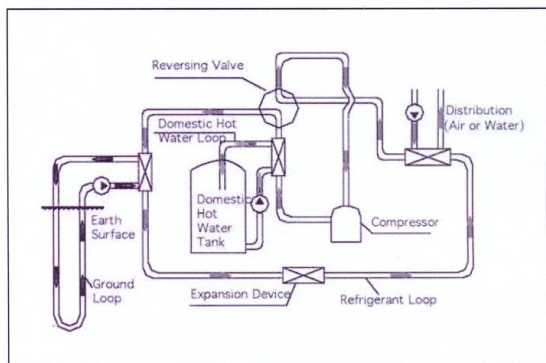 Reversing Valve
Domestic Hot
Water Loop
Distribution
(Air or Water)
Domestic
Hot
Water
Tank
Compressor
Earth
Surface
Ground
Loop
Expansion Device
Refrigerant Loop